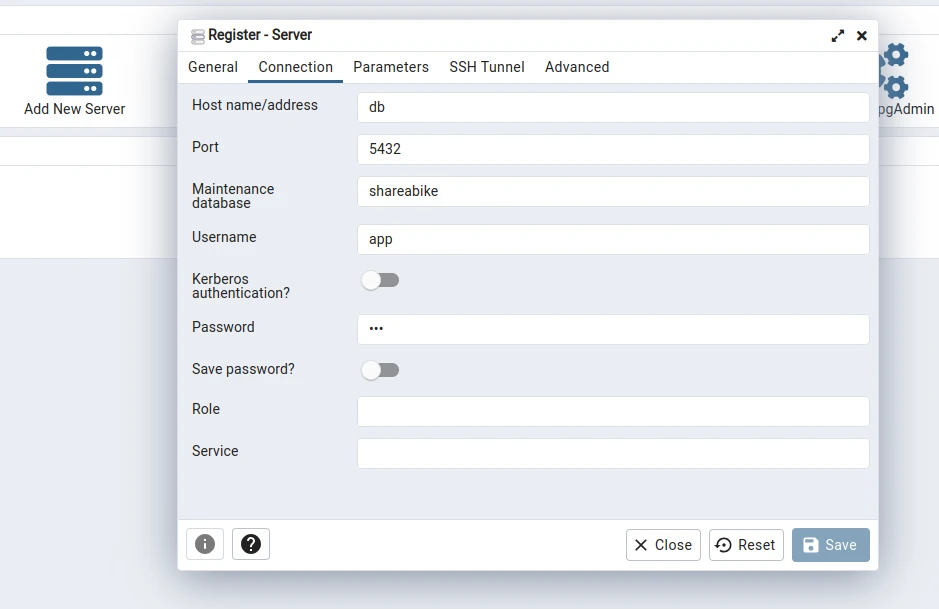 Register - Server
General Connection Parameters SSH Tunnel Advanced
Add New Server
pgAdmin
Host name/address db
Port 5432
Maintenance
database shareabike
Username app
Kerberos
authentication?
Password •••
Save password?
Role
Service
Close Reset Save